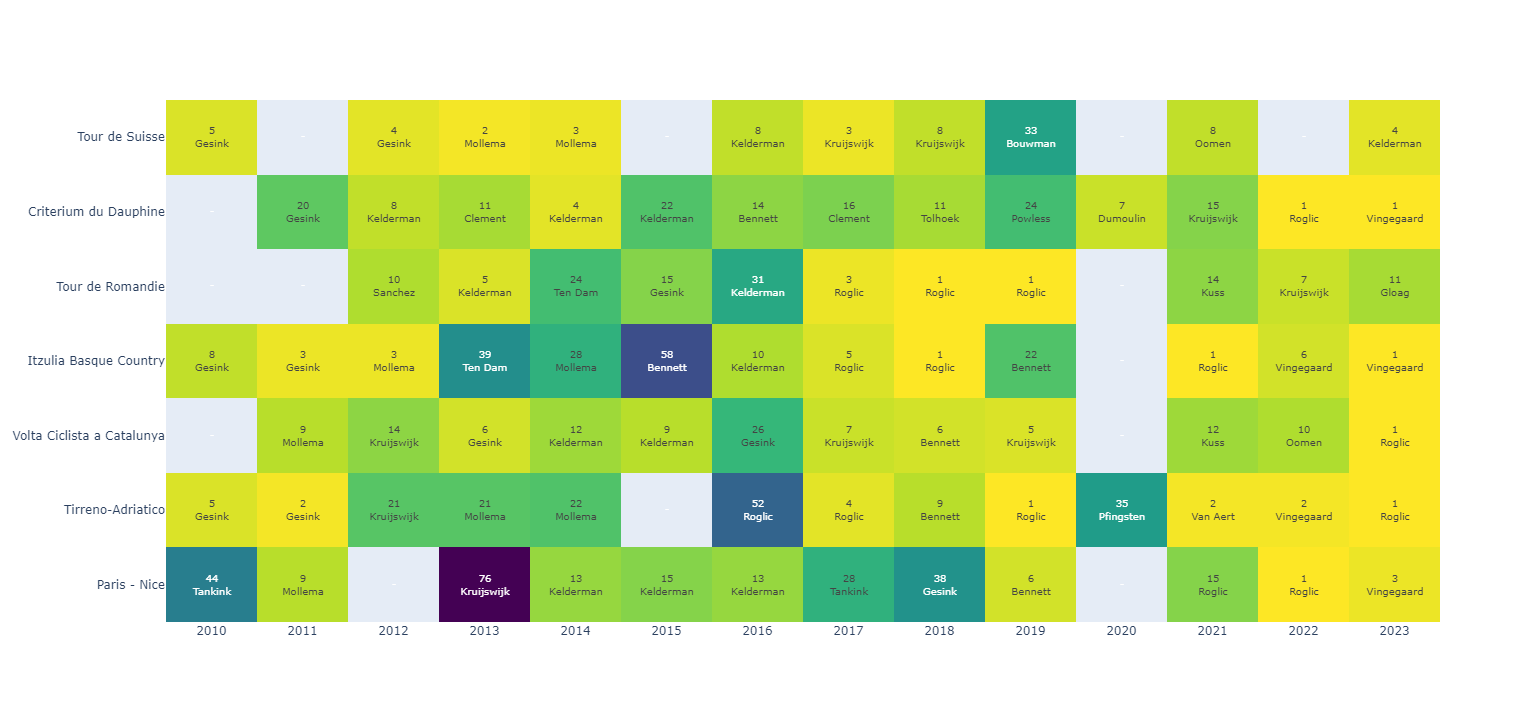 Tour de Suisse
5 - 4 2 3 - 8 3 8 33 - 8 - 4
Gesink Gesink Mollema Mollema Kelderman Kruijswijk Kruijswijk Bouwman Oomen Kelderman
Criterium du Dauphine
- 20 8 11 4 22 14 16 11 24 7 15 1 1
Gesink Kelderman Clement Kelderman Kelderman Bennett Clement Tolhoek Powless Dumoulin Kruijswijk Roglic Vingegaard
Tour de Romandie
- - 10 5 24 15 31 3 1 1 - 14 7 11
Sanchez Kelderman Ten Dam Gesink Kelderman Roglic Roglic Roglic Kuss Kruijswijk Gloag
Itzulia Basque Country
8 3 3 39 28 58 10 5 1 22 - 1 6 1
Gesink Gesink Mollema Ten Dam Mollema Bennett Kelderman Roglic Roglic Bennett Roglic Vingegaard Vingegaard
Volta Ciclista a Catalunya
- 9 14 6 12 9 26 7 6 5 - 12 10 1
Mollema Kruijswijk Gesink Kelderman Kelderman Gesink Kruijswijk Bennett Kruijswijk Kuss Oomen Roglic
Tirreno-Adriatico
5 2 21 21 22 - 52 4 9 1 35 2 2 1
Gesink Gesink Kruijswijk Mollema Mollema Roglic Roglic Bennett Roglic Pfingsten Van Aert Vingegaard Roglic
Paris - Nice
44 9 - 76 13 15 13 28 38 6 - 15 1 3
Tankink Mollema Kruijswijk Kelderman Kelderman Kelderman Tankink Gesink Bennett Roglic Roglic Vingegaard
2010 2011 2012 2013 2014 2015 2016 2017 2018 2019 2020 2021 2022 2023